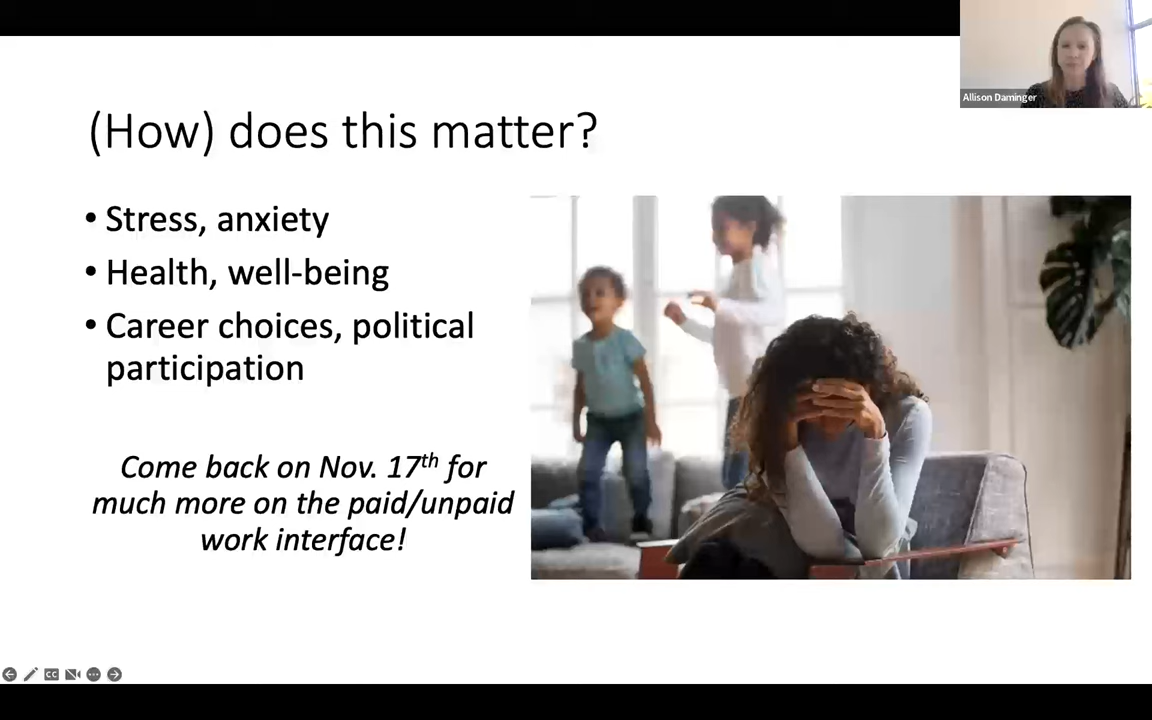 Allison Daminger
(How) does this matter?
• Stress, anxiety
• Health, well-being
• Career choices, political
participation
Come back on Nov. 17th for
much more on the paid/unpaid
work interface!
CC